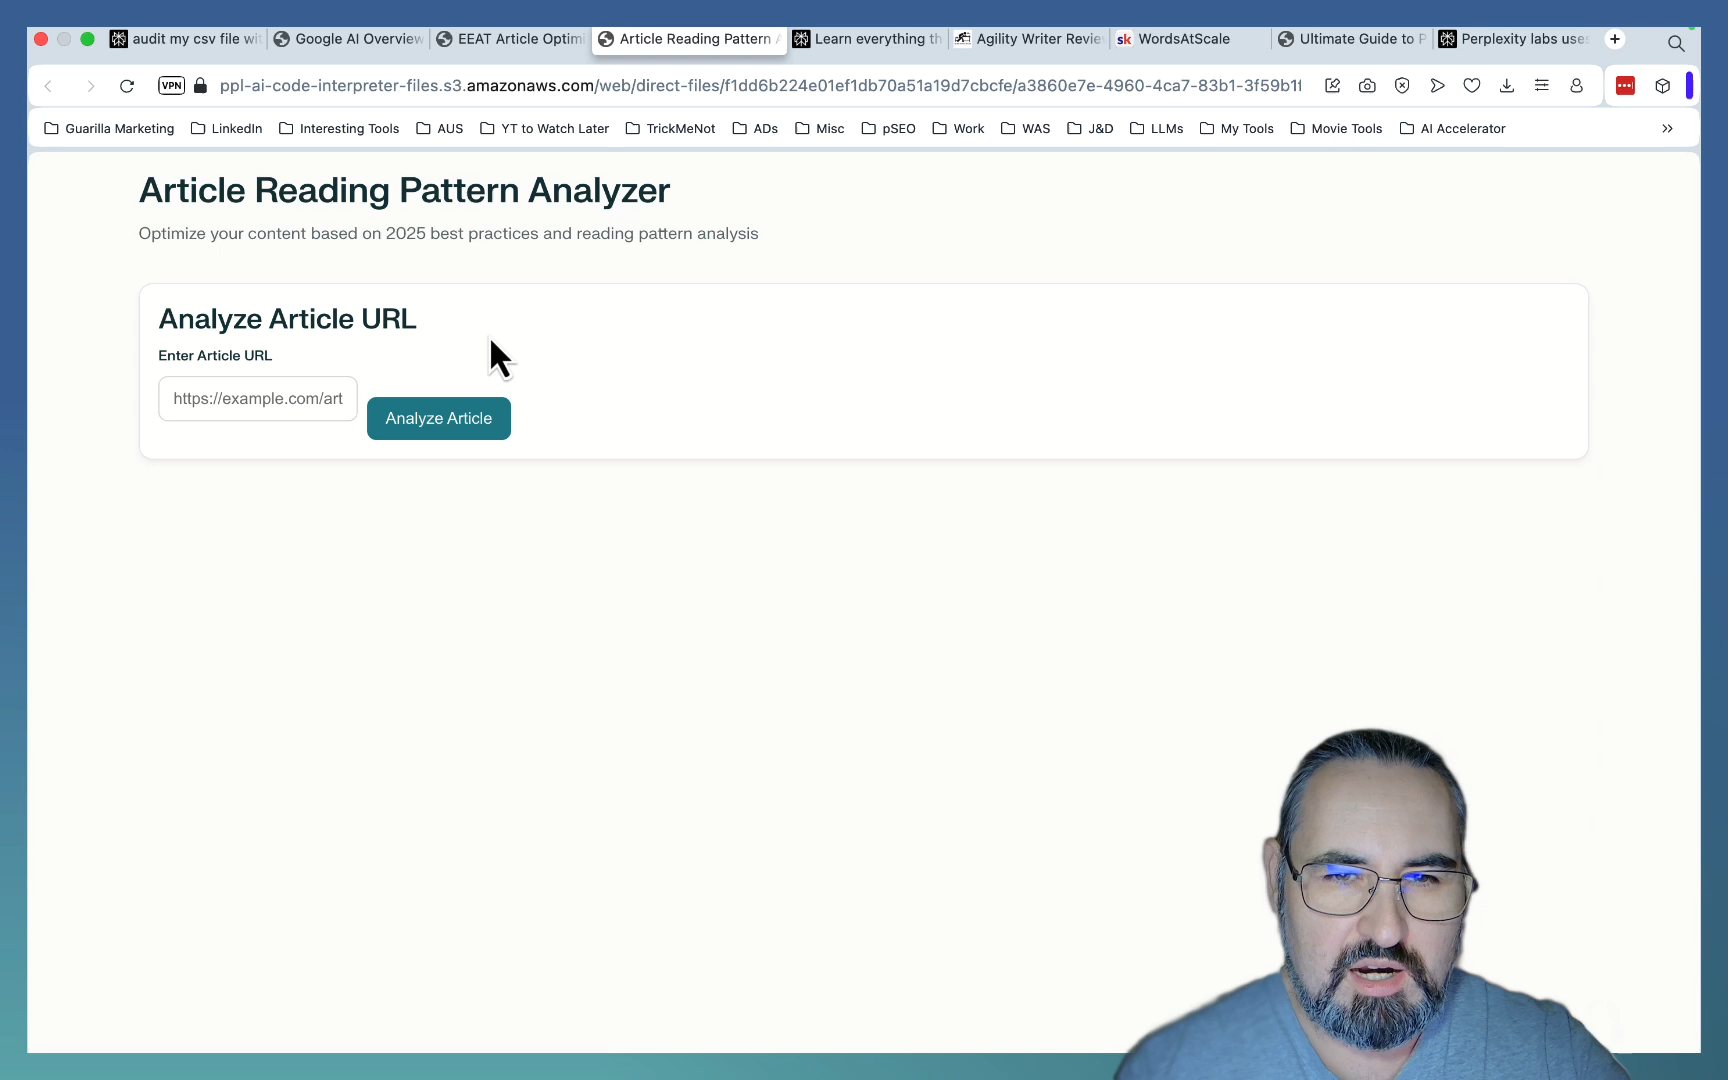 audit my csv file wit
Google AI Overview
EEAT Article Optimi
Article Reading Pattern A
Learn everything th
Agility Writer Revie
sk WordsAtScale
Ultimate Guide to P
Perplexity labs uses
VPN
ppl-ai-code-interpreter-files.s3.amazonaws.com/web/direct-files/f1dd6b224e01ef1db70a51a19d7cbcfe/a3860e7e-4960-4ca7-83b1-3f59b1f
Guarilla Marketing
LinkedIn
Interesting Tools
AUS
YT to Watch Later
TrickMeNot
ADs
Misc
pSEO
Work
WAS
J&D
LLMs
My Tools
Movie Tools
AI Accelerator
Article Reading Pattern Analyzer
Optimize your content based on 2025 best practices and reading pattern analysis
Analyze Article URL
Enter Article URL
https://example.com/art
Analyze Article